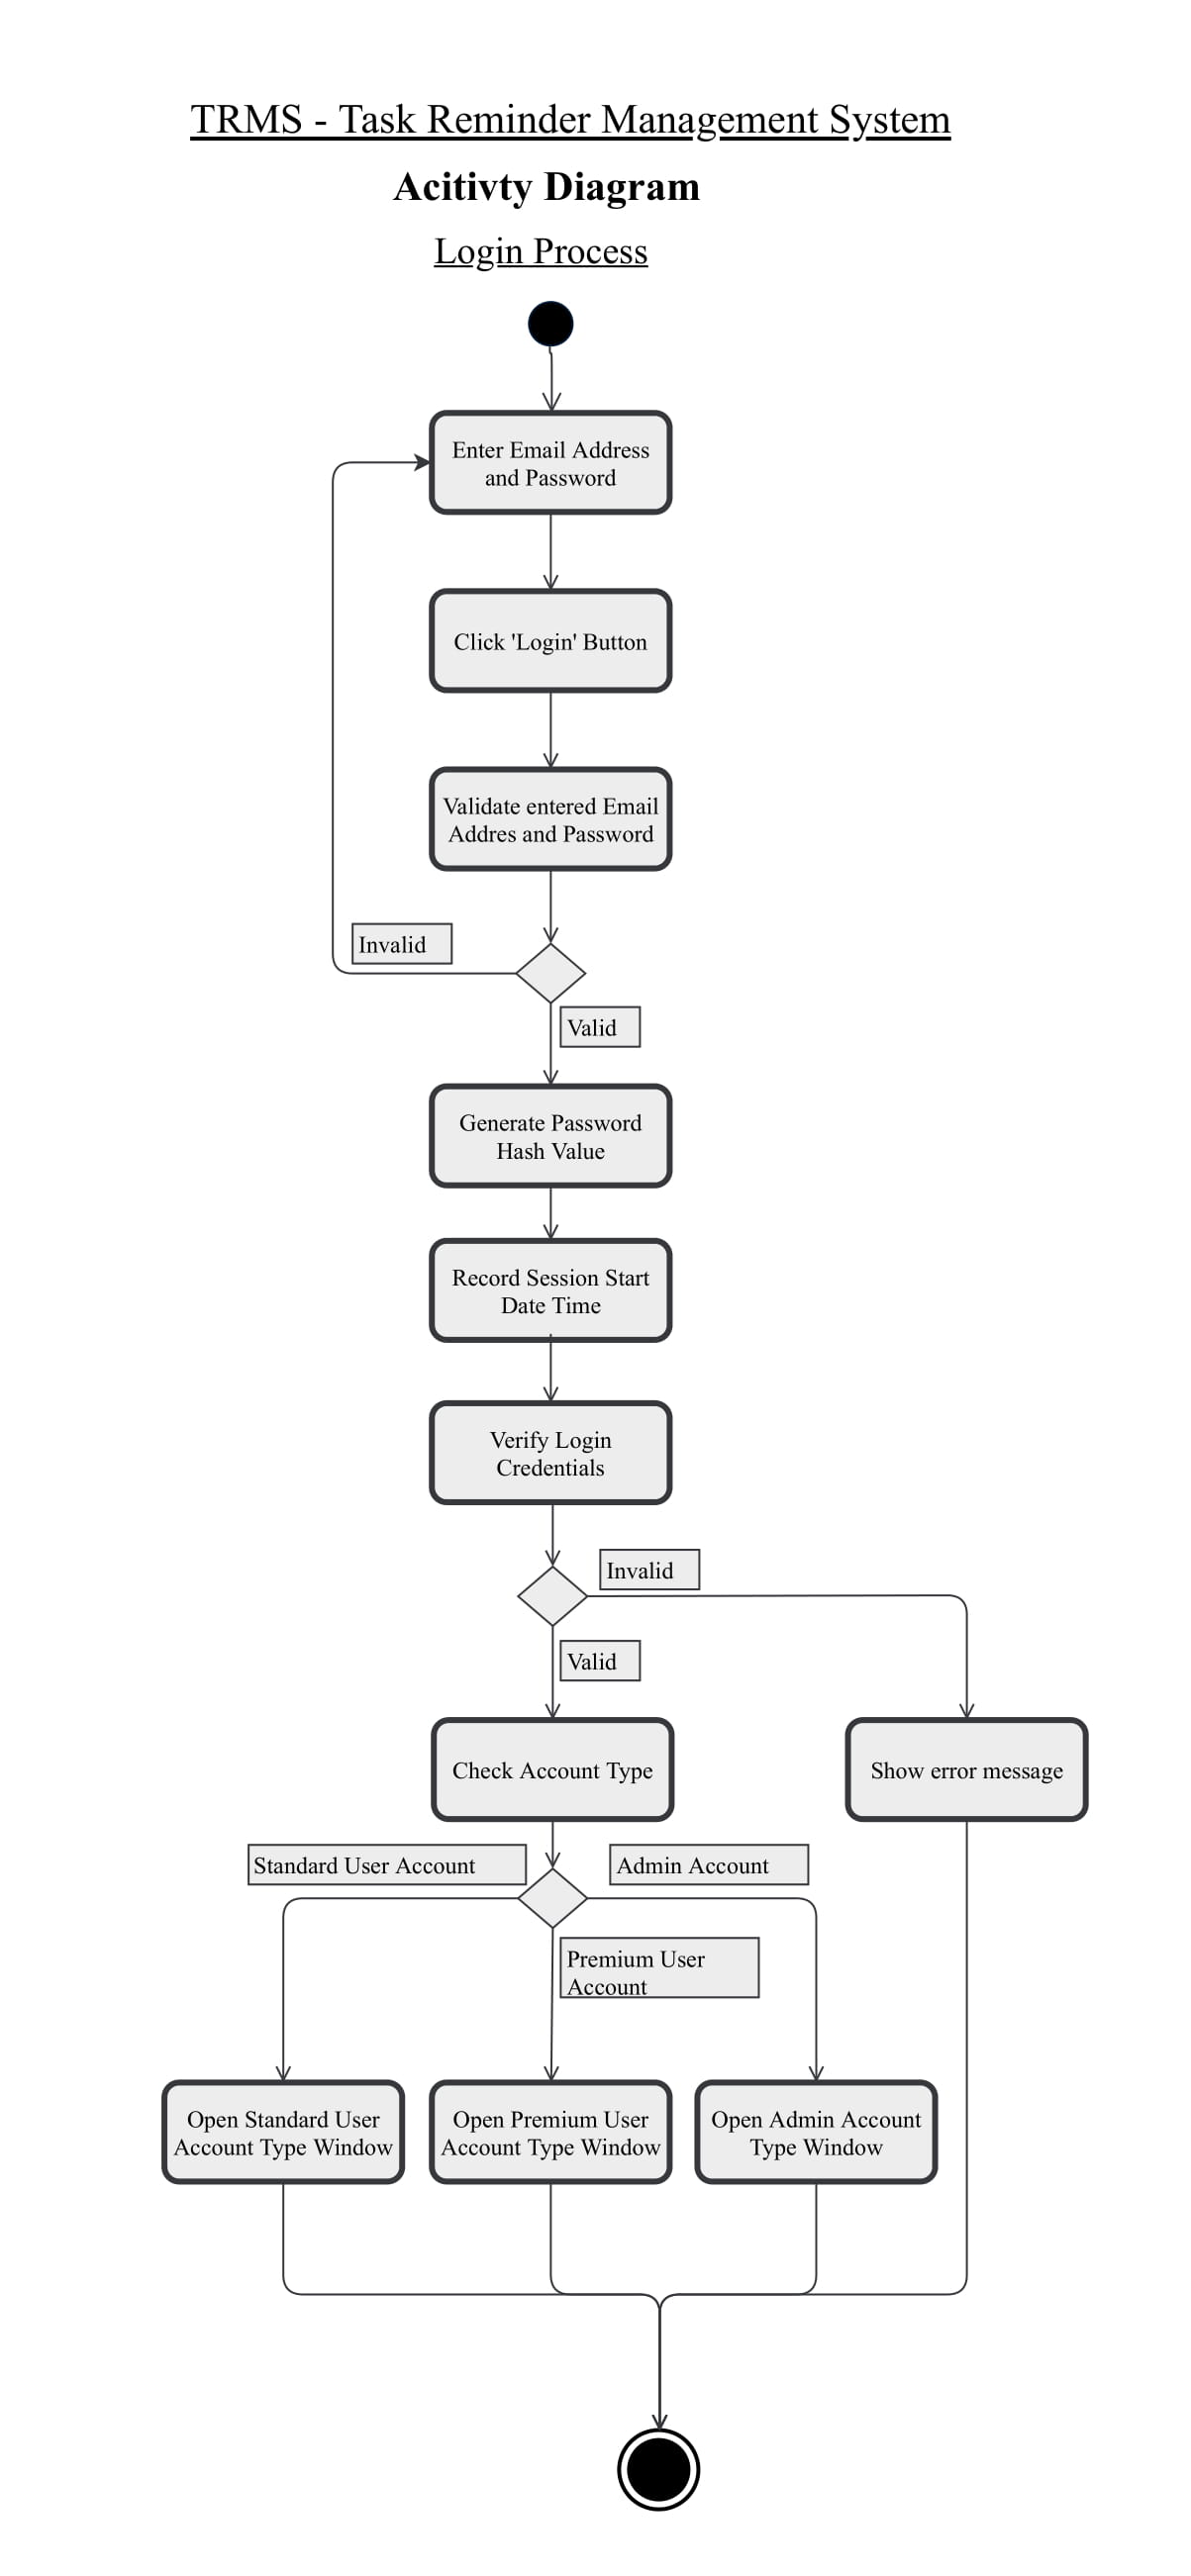 TRMS - Task Reminder Management System
Acitivty Diagram
Login Process
Enter Email Address
and Password
Click 'Login' Button
Validate entered Email
Addres and Password
Invalid
Valid
Generate Password
Hash Value
Record Session Start
Date Time
Verify Login
Credentials
Invalid
Valid
Check Account Type
Show error message
Standard User Account
Admin Account
Premium User
Account
Open Standard User
Account Type Window
Open Premium User
Account Type Window
Open Admin Account
Type Window